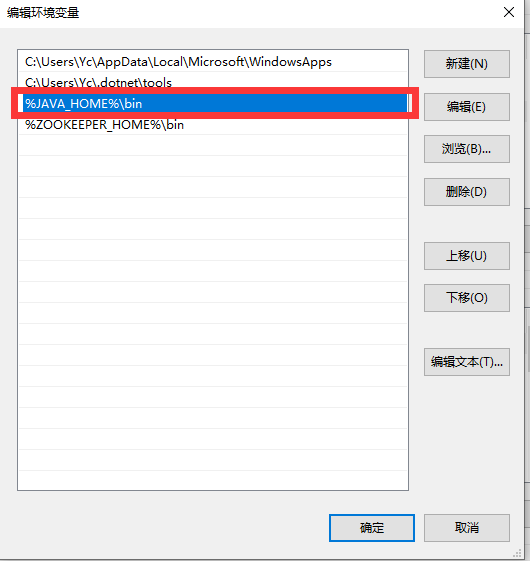 编辑环境变量
C:\Users\Yc\AppData\Local\Microsoft\WindowsApps
C:\Users\Yc\.dotnet\tools
%JAVA_HOME%\bin
%ZOOKEEPER_HOME%\bin
新建(N)
编辑(E)
浏览(B)...
删除(D)
上移(U)
下移(O)
编辑文本(T)...
确定
取消